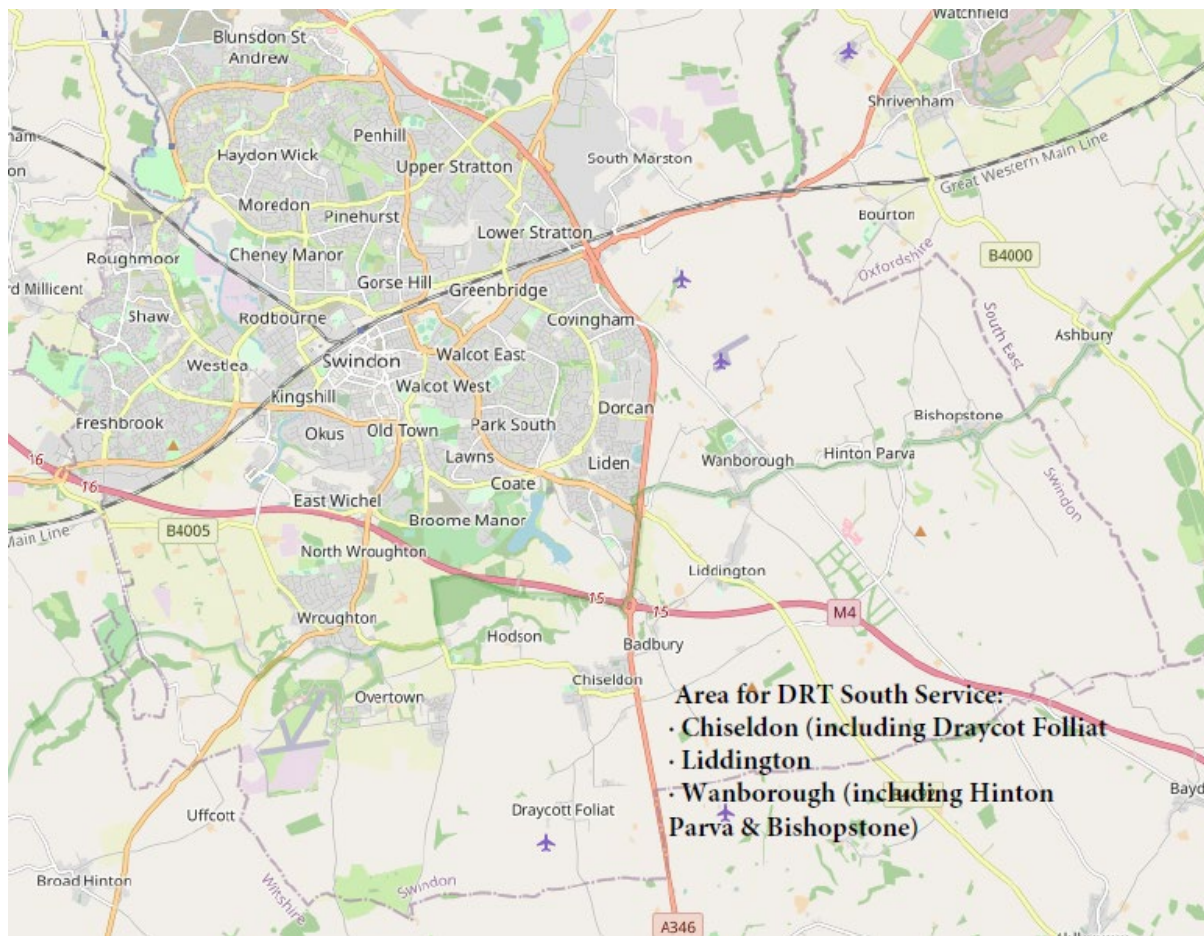 Watchfield
Blunsdon St
Andrew
Shrivenham
Penhill
Haydon Wick
Upper Stratton
South Marston
Great Western Main Line
Moredon
Pinehurst
Bourton
Lower Stratton
Roughmoor
Cheney Manor
Oxfordshire
B4000
Gorse Hill
Greenbridge
rd Millicent
Shaw
Rodbourne
Covingham
South East
Ashbury
Swindon
Walcot East
Westlea
Walcot West
Kingshill
Dorcan
Bishopstone
Freshbrook
Okus
Old Town
Park South
Hinton Parva
16
Lawns
Liden
Wanborough
16
Coate
Swindon
East Wichel
Broome Manor
B4005
Main Line
North Wroughton
Liddington
15
15
M4
Wroughton
Hodson
Badbury
Chiseldon
Overtown
Area for DRT South Service:
· Chiseldon (including Draycot Folliat
· Liddington
· Wanborough (including Hinton
Parva & Bishopstone)
Bayd
Uffcott
Draycott Foliat
Broad Hinton
Wiltshire
Swindon
A346